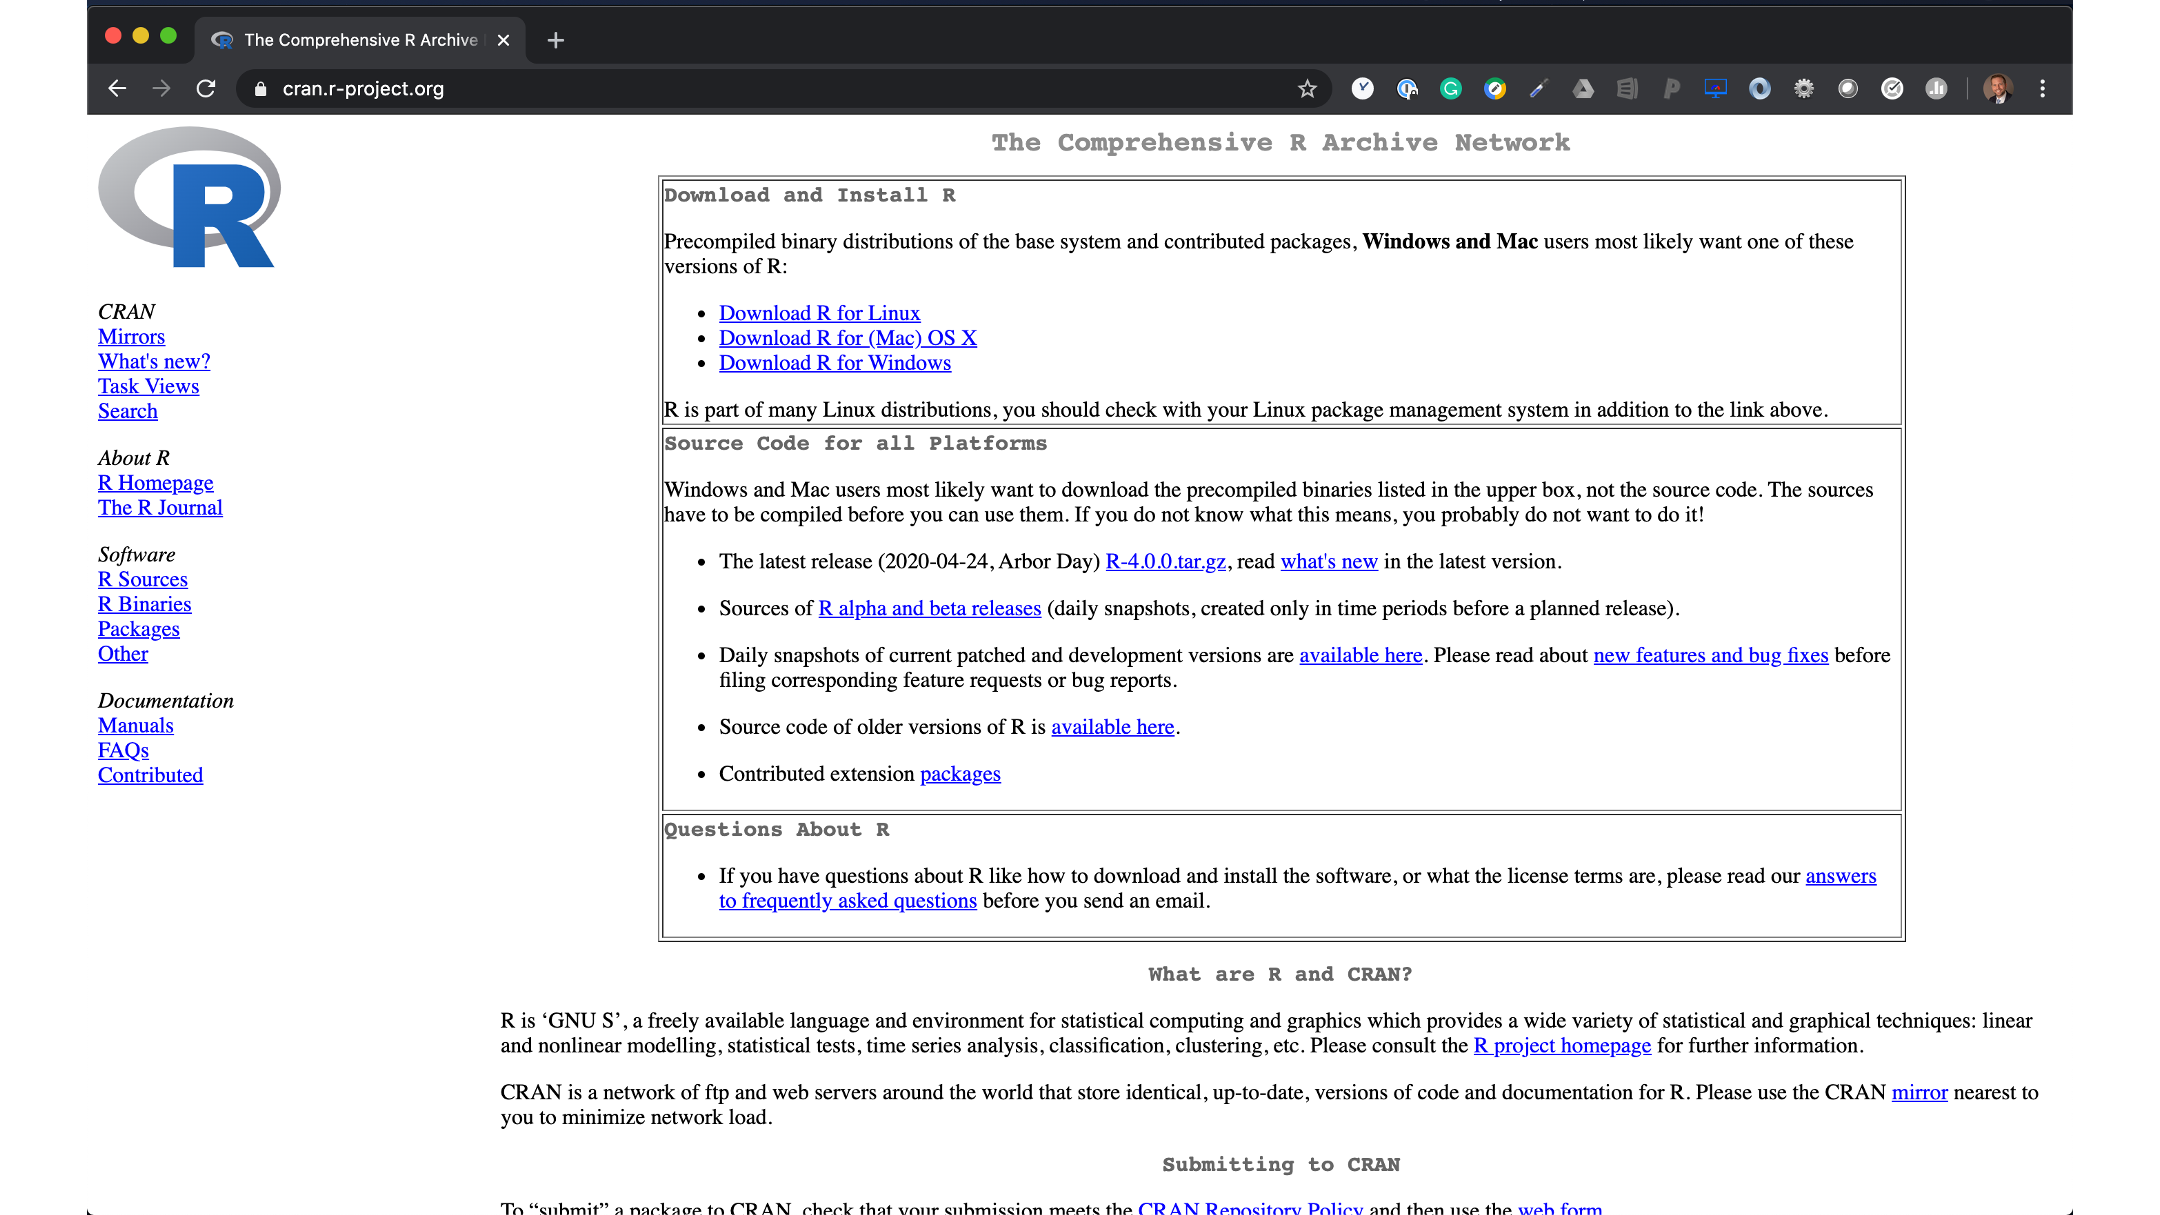 The Comprehensive R Archive
cran.r-project.org
R
The Comprehensive R Archive Network
CRAN
Mirrors
What's new?
Task Views
Search
About R
R Homepage
The R Journal
Software
R Sources
R Binaries
Packages
Other
Documentation
Manuals
FAQs
Contributed
Download and Install R
Precompiled binary distributions of the base system and contributed packages, Windows and Mac users most likely want one of these
versions of R:
• Download R for Linux
• Download R for (Mac) OS X
• Download R for Windows
R is part of many Linux distributions, you should check with your Linux package management system in addition to the link above.
Source Code for all Platforms
Windows and Mac users most likely want to download the precompiled binaries listed in the upper box, not the source code. The sources
have to be compiled before you can use them. If you do not know what this means, you probably do not want to do it!
• The latest release (2020-04-24, Arbor Day) R-4.0.0.tar.gz, read what's new in the latest version.
• Sources of R alpha and beta releases (daily snapshots, created only in time periods before a planned release).
• Daily snapshots of current patched and development versions are available here. Please read about new features and bug fixes before
filing corresponding feature requests or bug reports.
• Source code of older versions of R is available here.
• Contributed extension packages
Questions About R
• If you have questions about R like how to download and install the software, or what the license terms are, please read our answers
to frequently asked questions before you send an email.
What are R and CRAN?
R is ‘GNU S’, a freely available language and environment for statistical computing and graphics which provides a wide variety of statistical and graphical techniques: linear
and nonlinear modelling, statistical tests, time series analysis, classification, clustering, etc. Please consult the R project homepage for further information.
CRAN is a network of ftp and web servers around the world that store identical, up-to-date, versions of code and documentation for R. Please use the CRAN mirror nearest to
you to minimize network load.
Submitting to CRAN
To “submit” a package to CRAN, check that your submission meets the CRAN Repository Policy and then use the web form